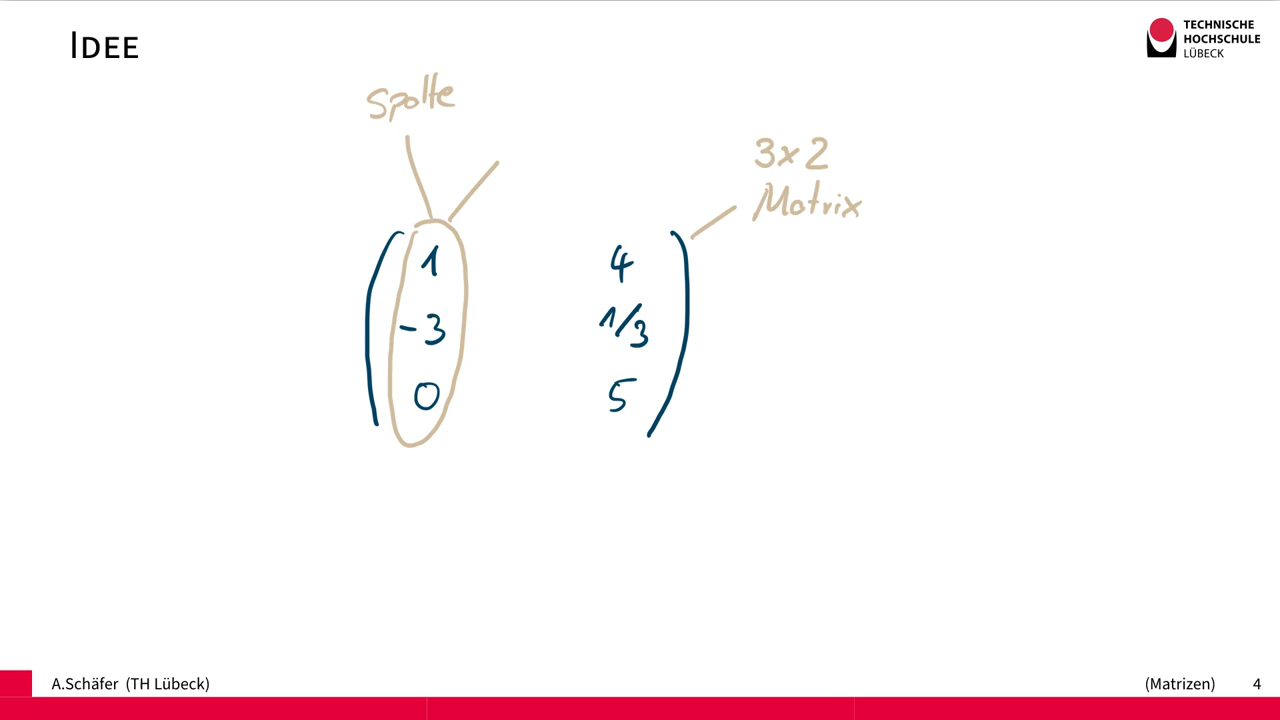 IDEE
TECHNISCHE
HOCHSCHULE
LÜBECK
Spalte
3x2
Matrix
1 4
-3 1/3
0 5
A.Schäfer (TH Lübeck) (Matrizen) 4